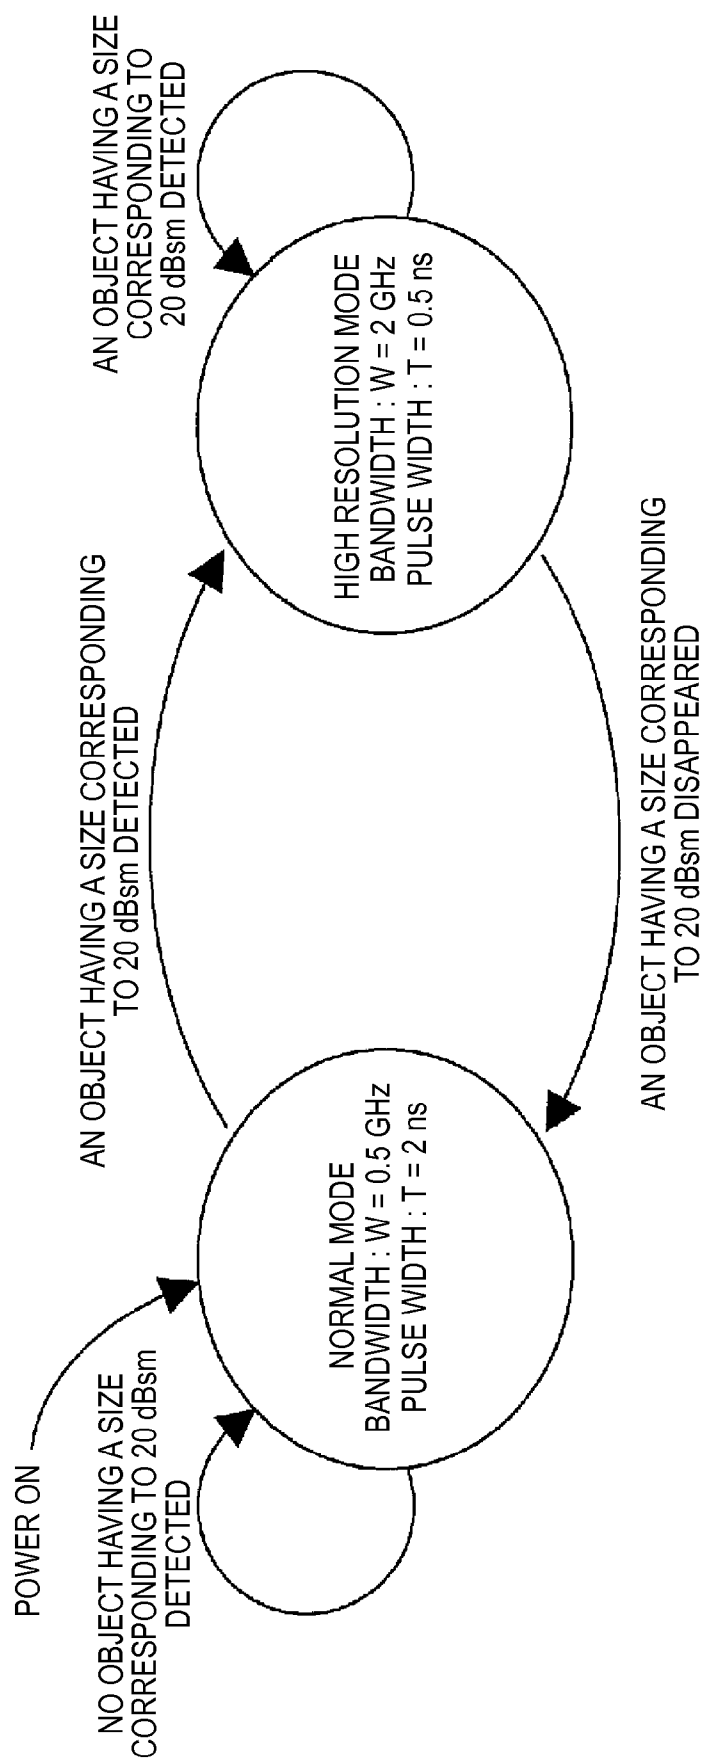 POWER ON
NO OBJECT HAVING A SIZE
CORRESPONDING TO 20 dBsm
DETECTED
NORMAL MODE
BANDWIDTH : W = 0.5 GHz
PULSE WIDTH : T = 2 ns
AN OBJECT HAVING A SIZE CORRESPONDING
TO 20 dBsm DETECTED
AN OBJECT HAVING A SIZE CORRESPONDING
TO 20 dBsm DISAPPEARED
HIGH RESOLUTION MODE
BANDWIDTH : W = 2 GHz
PULSE WIDTH : T = 0.5 ns
AN OBJECT HAVING A SIZE
CORRESPONDING TO
20 dBsm DETECTED